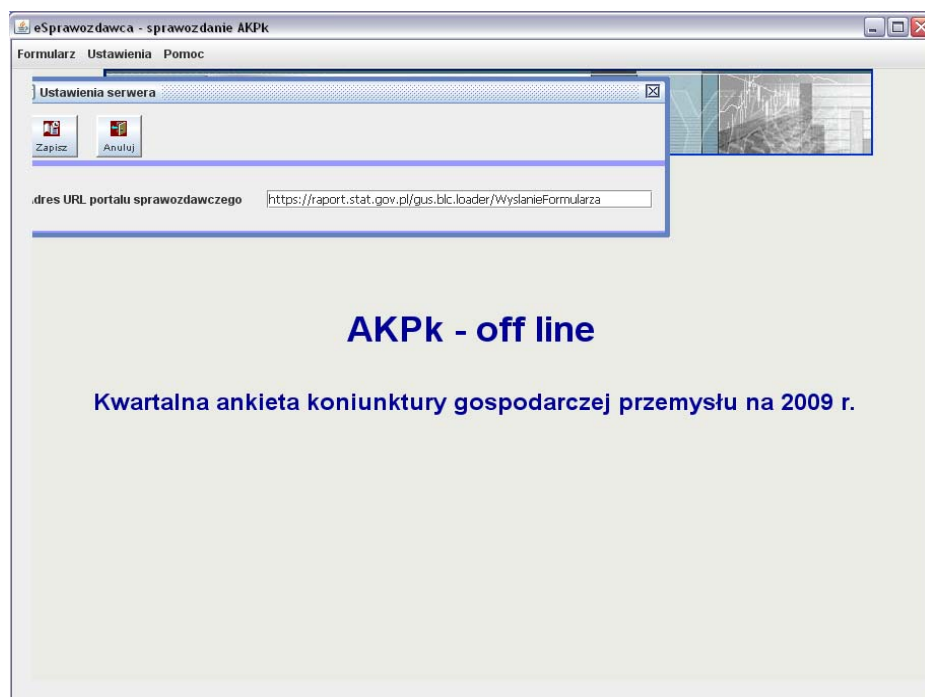 eSprawozdawca - sprawozdanie AKPk
Formularz Ustawienia Pomoc
Ustawienia serwera
Zapisz Anuluj
dres URL portalu sprawozdawczego https://raport.stat.gov.pl/gus.blc.loader/WyslanieFormularza
AKPk - off line
Kwartalna ankieta koniunktury gospodarczej przemysłu na 2009 r.